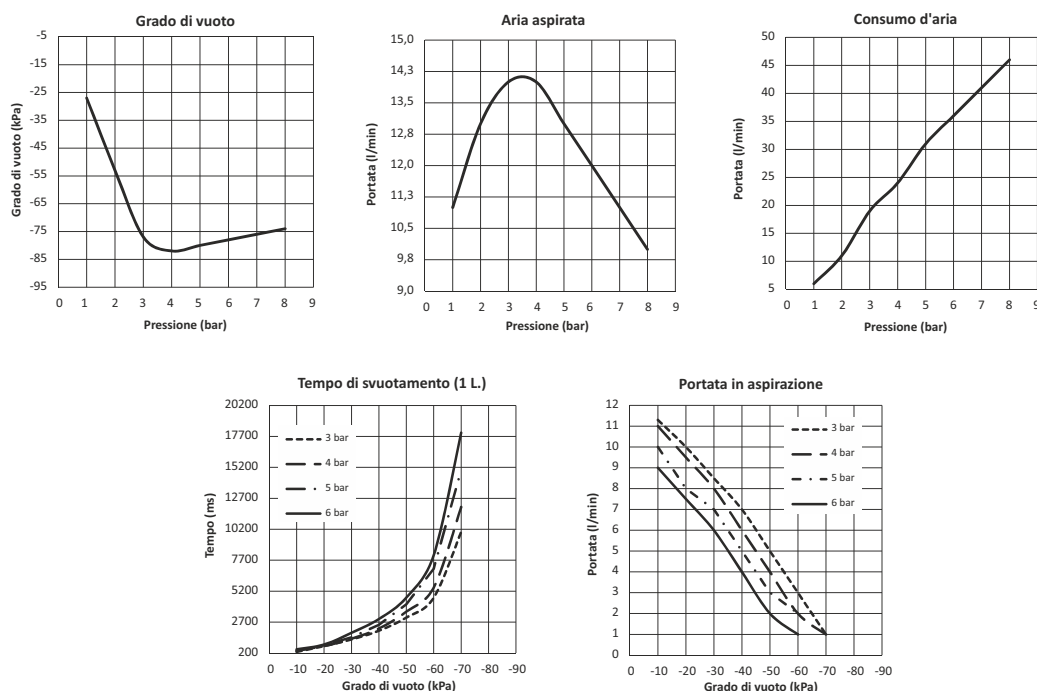 Grado di vuoto
-5
-15
-25
-35
-45
-55
-65
-75
-85
-95
0 1 2 3 4 5 6 7 8 9
Grado di vuoto (kPa)
Pressione (bar)
Aria aspirata
15,0
14,3
13,5
12,8
12,0
11,3
10,5
9,8
9,0
0 1 2 3 4 5 6 7 8 9
Portata (l/min)
Pressione (bar)
Consumo d'aria
50
45
40
35
30
25
20
15
10
5
0 1 2 3 4 5 6 7 8 9
Portata (l/min)
Pressione (bar)
Tempo di svuotamento (1 L.)
20200
17700
15200
12700
10200
7700
5200
2700
200
3 bar
4 bar
5 bar
6 bar
0 -10 -20 -30 -40 -50 -60 -70 -80 -90
Tempo (ms)
Grado di vuoto (kPa)
Portata in aspirazione
12
11
10
9
8
7
6
5
4
3
2
1
0
3 bar
4 bar
5 bar
6 bar
0 -10 -20 -30 -40 -50 -60 -70 -80 -90
Portata (l/min)
Grado di vuoto (kPa)